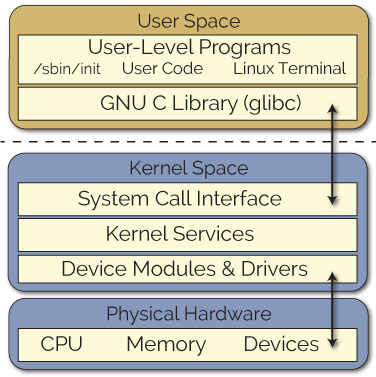 User Space
User-Level Programs
/sbin/init User Code Linux Terminal
GNU C Library (glibc)
Kernel Space
System Call Interface
Kernel Services
Device Modules & Drivers
Physical Hardware
CPU Memory Devices